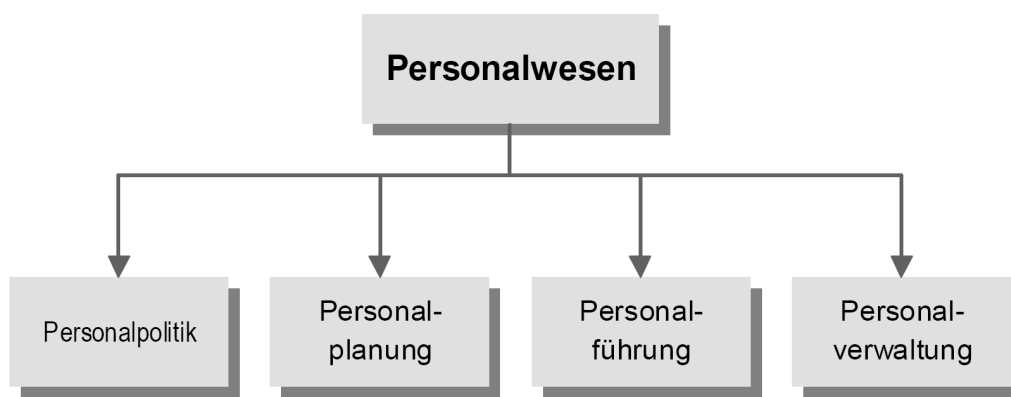 Personalwesen
Personalpolitik
Personal-
planung
Personal-
führung
Personal-
verwaltung